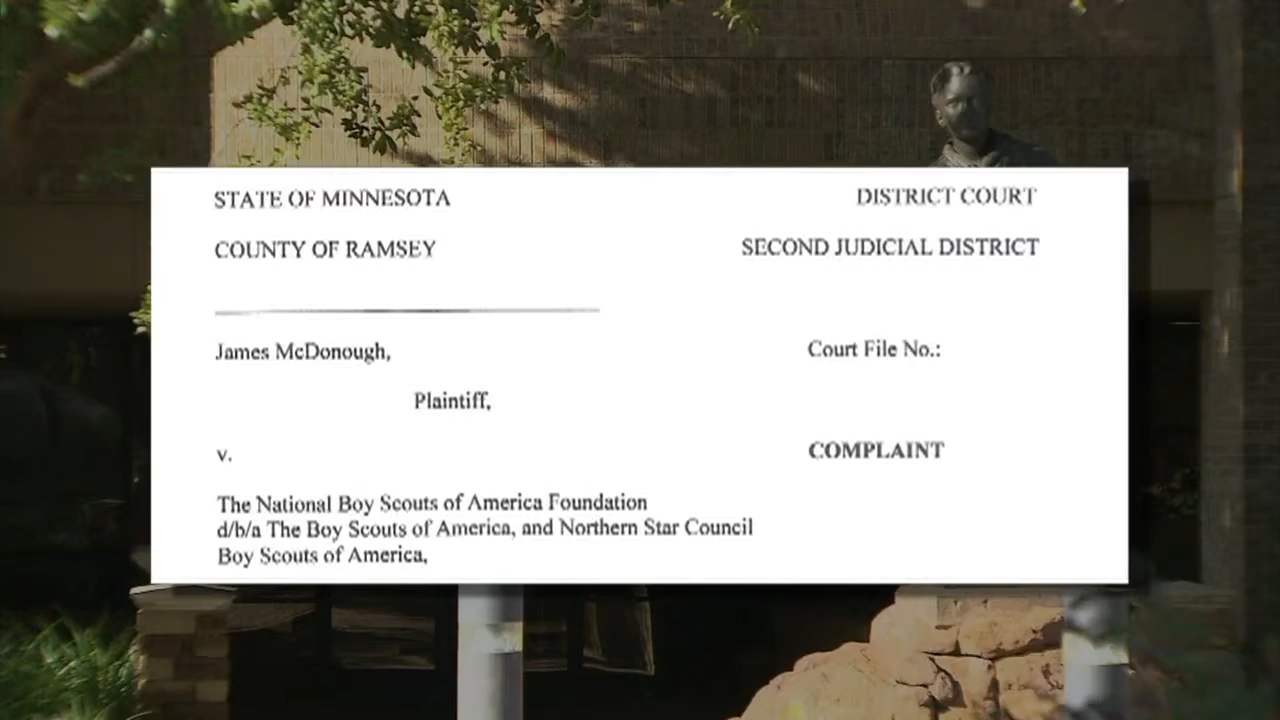 STATE OF MINNESOTA
DISTRICT COURT
COUNTY OF RAMSEY
SECOND JUDICIAL DISTRICT
James McDonough,
Court File No.:
Plaintiff,
v.
COMPLAINT
The National Boy Scouts of America Foundation
d/b/a The Boy Scouts of America, and Northern Star Council
Boy Scouts of America,